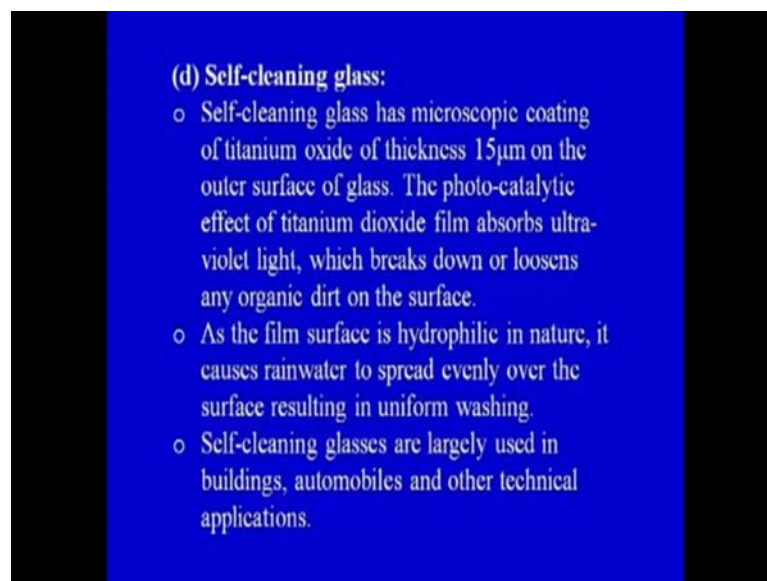 (d) Self-cleaning glass:
o Self-cleaning glass has microscopic coating
of titanium oxide of thickness 15μm on the
outer surface of glass. The photo-catalytic
effect of titanium dioxide film absorbs ultra-
violet light, which breaks down or loosens
any organic dirt on the surface.
o As the film surface is hydrophilic in nature, it
causes rainwater to spread evenly over the
surface resulting in uniform washing.
o Self-cleaning glasses are largely used in
buildings, automobiles and other technical
applications.